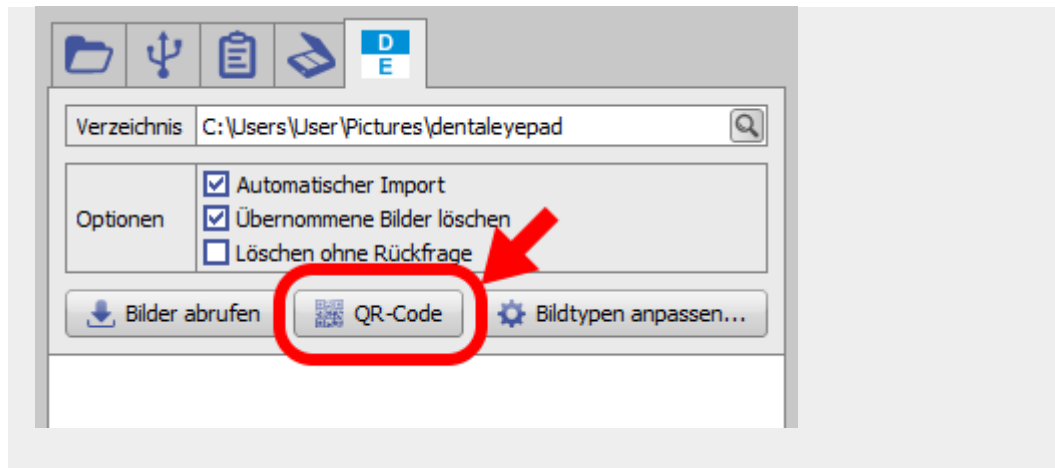 D
E
Verzeichnis C:\Users\User\Pictures\dentaleyepad
Automatischer Import
Optionen Übernommene Bilder löschen
Löschen ohne Rückfrage
Bilder abrufen QR-Code Bildtypen anpassen...